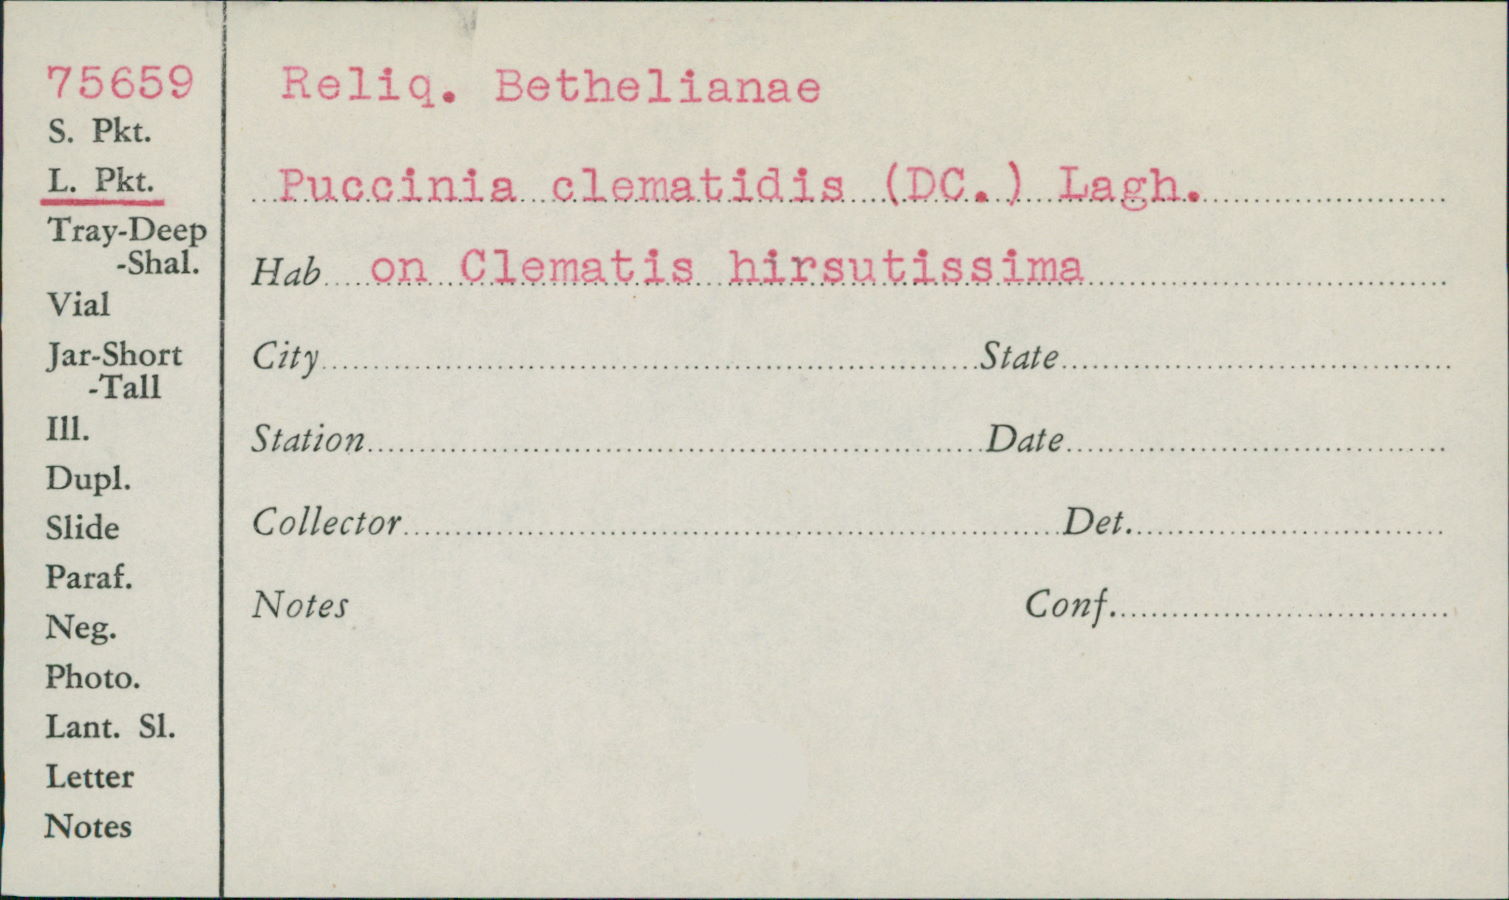 75659
S. Pkt.
L. Pkt.
Tray-Deep
-Shal.
Vial
Jar-Short
-Tall
Ill.
Dupl.
Slide
Paraf.
Neg.
Photo.
Lant. Sl.
Letter
Notes
Reliq. Bethelianae
Puccinia clematidis (DC.) Lagh.
Hab on Clematis hirsutissima
City State
Station Date
Collector Det.
Notes Conf.